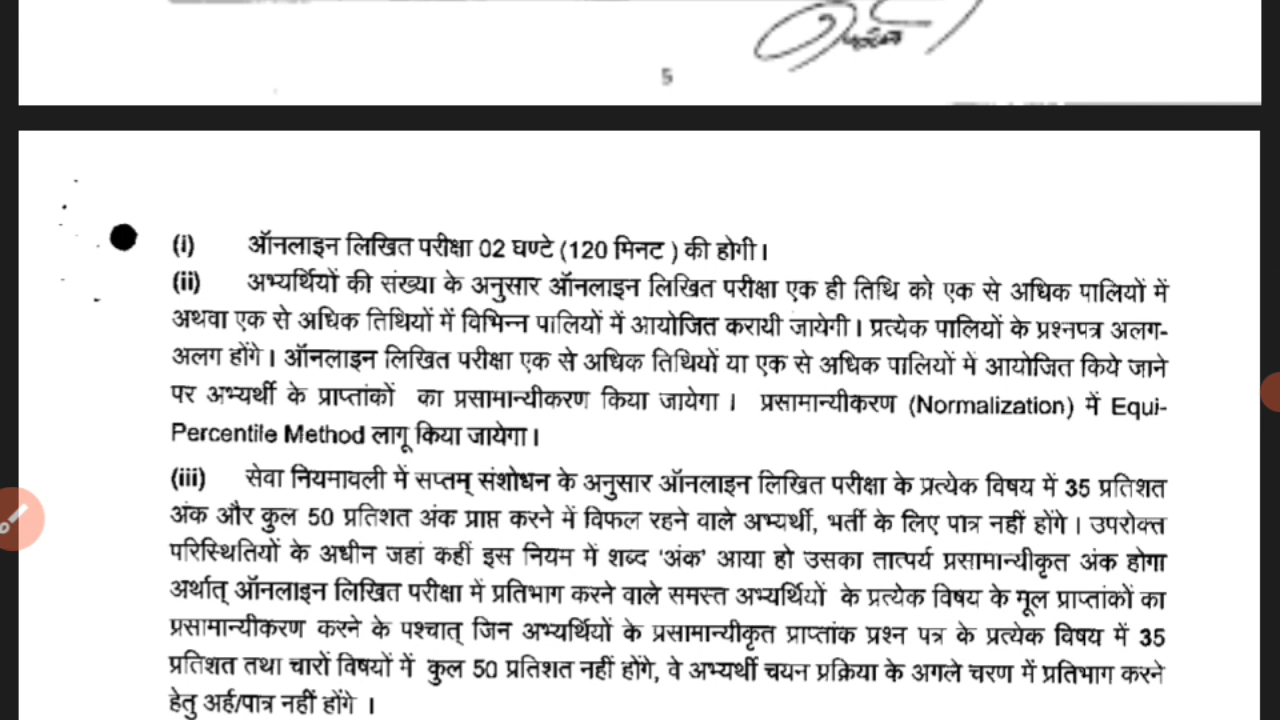 5
(i) ऑनलाइन लिखित परीक्षा 02 घण्टे (120 मिनट ) की होगी।
(ii) अभ्यर्थियों की संख्या के अनुसार ऑनलाइन लिखित परीक्षा एक ही तिथि को एक से अधिक पालियों में
अथवा एक से अधिक तिथियों में विभिन्न पालियों में आयोजित करायी जायेगी। प्रत्येक पालियों के प्रश्नपत्र अलग-
अलग होंगे। ऑनलाइन लिखित परीक्षा एक से अधिक तिथियों या एक से अधिक पालियों में आयोजित किये जाने
पर अभ्यर्थी के प्राप्तांकों का प्रसामान्यीकरण किया जायेगा । प्रसामान्यीकरण (Normalization) में Equi-
Percentile Method लागू किया जायेगा।
(iii) सेवा नियमावली में सप्तम् संशोधन के अनुसार ऑनलाइन लिखित परीक्षा के प्रत्येक विषय में 35 प्रतिशत
अंक और कुल 50 प्रतिशत अंक प्राप्त करने में विफल रहने वाले अभ्यर्थी, भर्ती के लिए पात्र नहीं होंगे । उपरोक्त
परिस्थितियों के अधीन जहां कहीं इस नियम में शब्द 'अंक' आया हो उसका तात्पर्य प्रसामान्यीकृत अंक होगा
अर्थात् ऑनलाइन लिखित परीक्षा में प्रतिभाग करने वाले समस्त अभ्यर्थियों के प्रत्येक विषय के मूल प्राप्तांकों का
प्रसामान्यीकरण करने के पश्चात् जिन अभ्यर्थियों के प्रसामान्यीकृत प्राप्तांक प्रश्न पत्र के प्रत्येक विषय में 35
प्रतिशत तथा चारों विषयों में कुल 50 प्रतिशत नहीं होंगे, वे अभ्यर्थी चयन प्रक्रिया के अगले चरण में प्रतिभाग करने
हेतु अर्ह/पात्र नहीं होंगे ।